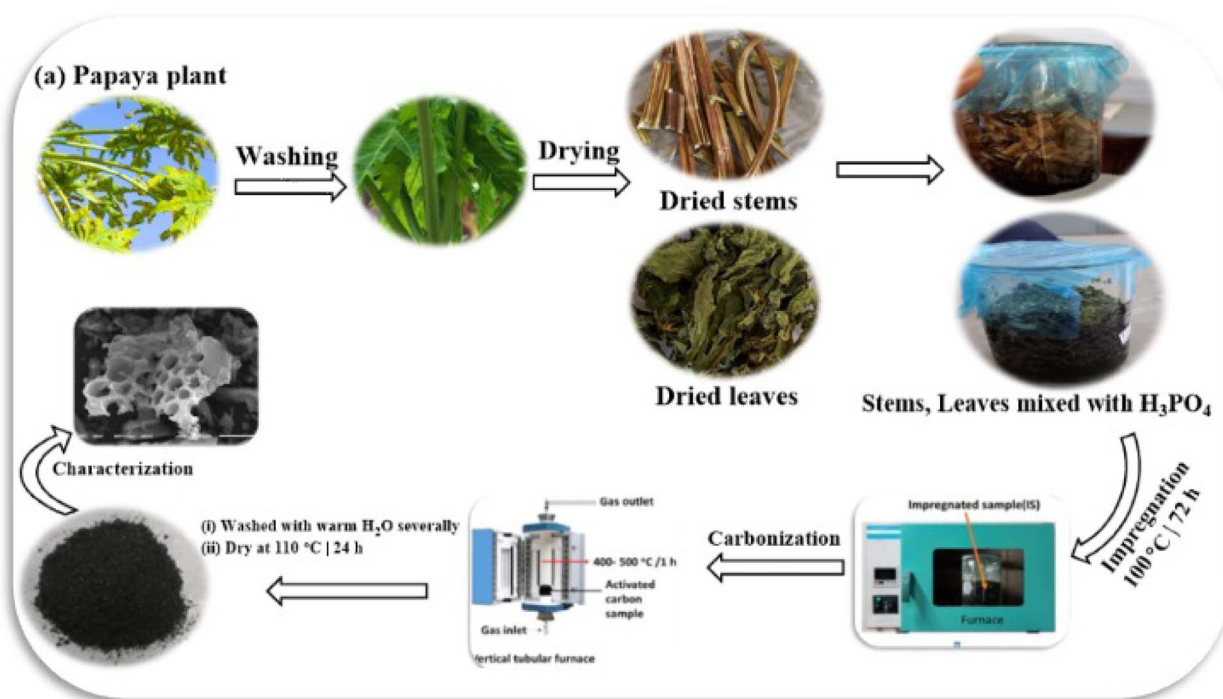 (a) Papaya plant
Washing
Drying
Dried stems
Dried leaves
Stems, Leaves mixed with H₃PO₄
Impregnation
100°C | 72 h
Impregnated sample(IS)
Furnace
Carbonization
Gas outlet
400- 500 °C /1 h
Activated
carbon
sample
Gas inlet
Vertical tubular furnace
(i) Washed with warm H₂O severally
(ii) Dry at 110 °C | 24 h
Characterization